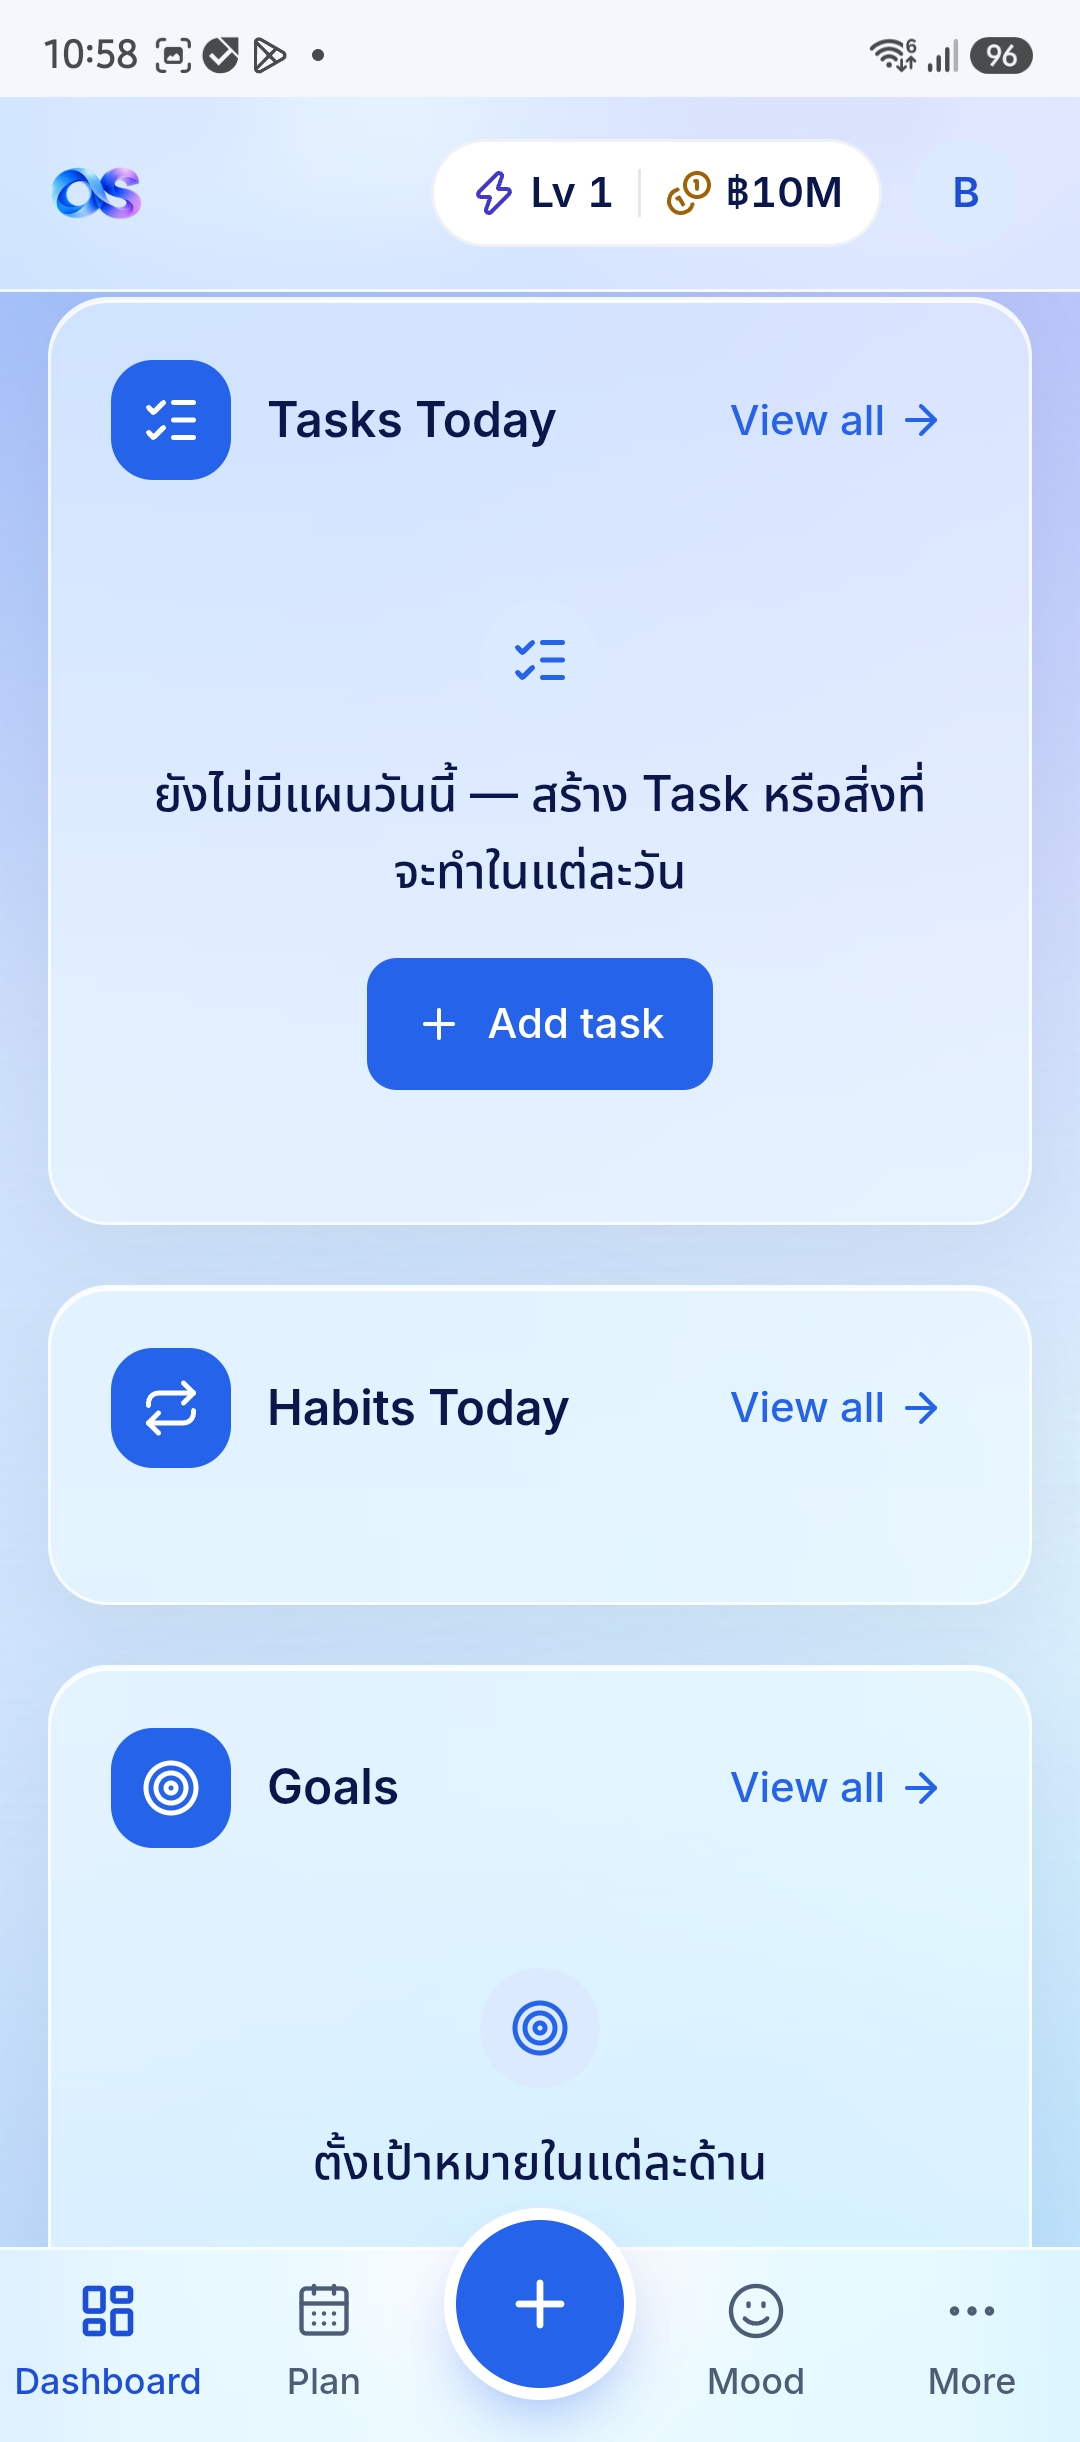 10:58
6
96
as
Lv 1
฿10M
B
Tasks Today
View all
ยังไม่มีแผนวันนี้ — สร้าง Task หรือสิ่งที่
จะทำในแต่ละวัน
Add task
Habits Today
View all
Goals
View all
ตั้งเป้าหมายในแต่ละด้าน
Dashboard
Plan
Mood
More